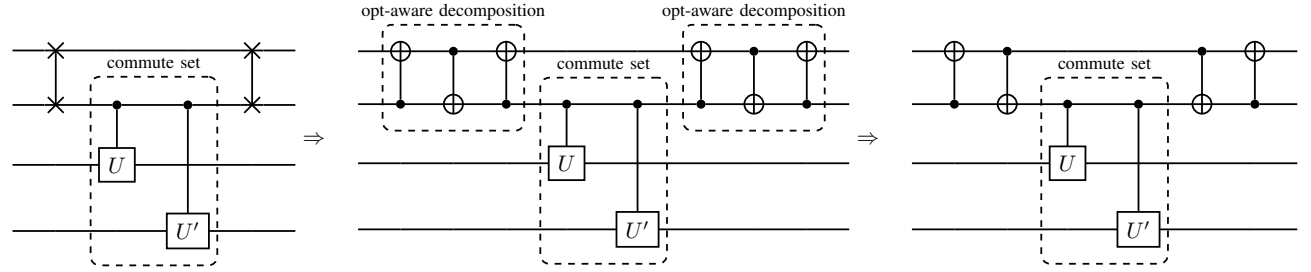 opt-aware decomposition opt-aware decomposition
commute set commute set commute set
⇒ ⇒
U U U
U′ U′ U′